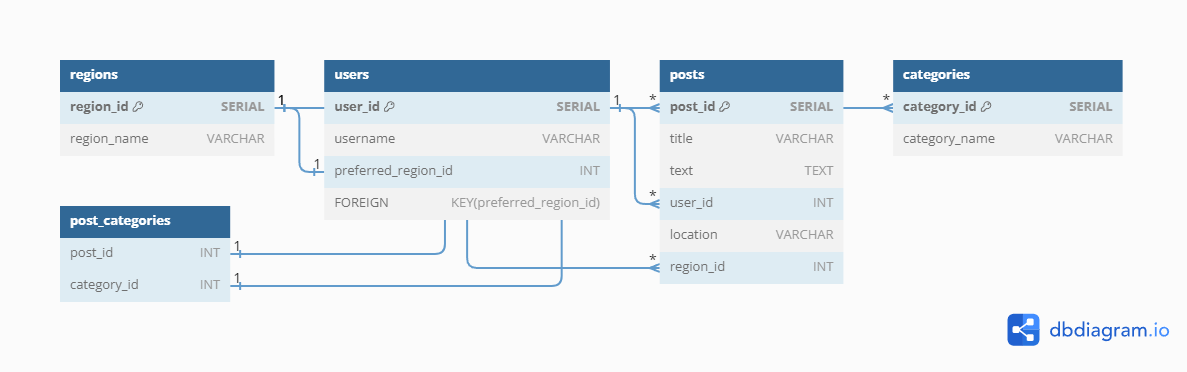 regions
region_id SERIAL
region_name VARCHAR
1
users
user_id SERIAL
username VARCHAR
preferred_region_id INT
FOREIGN KEY(preferred_region_id)
1
1
posts
post_id SERIAL
title VARCHAR
text TEXT
user_id INT
location VARCHAR
region_id INT
*
*
*
categories
category_id SERIAL
category_name VARCHAR
*
post_categories
post_id INT
category_id INT
1
1
dbdiagram.io